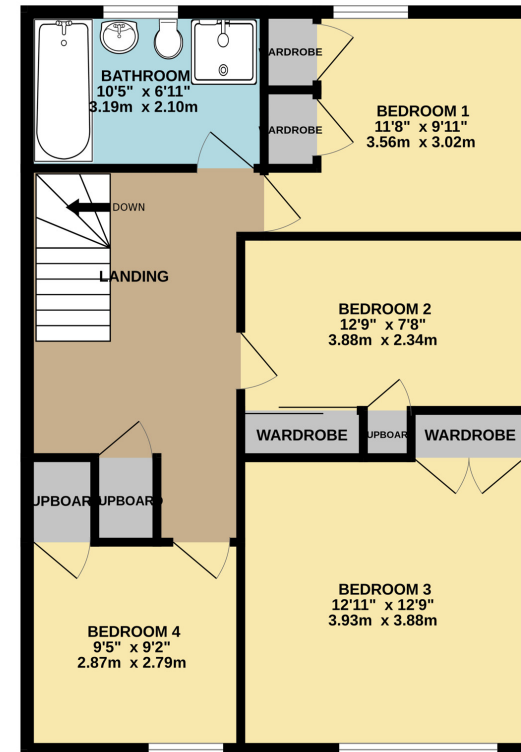 BATHROOM
10'5" x 6'11"
3.19m x 2.10m
WARDROBE
WARDROBE
BEDROOM 1
11'8" x 9'11"
3.56m x 3.02m
DOWN
LANDING
BEDROOM 2
12'9" x 7'8"
3.88m x 2.34m
WARDROBE
UPBOAR
WARDROBE
UPBOAR
UPBOARD
BEDROOM 3
12'11" x 12'9"
3.93m x 3.88m
BEDROOM 4
9'5" x 9'2"
2.87m x 2.79m